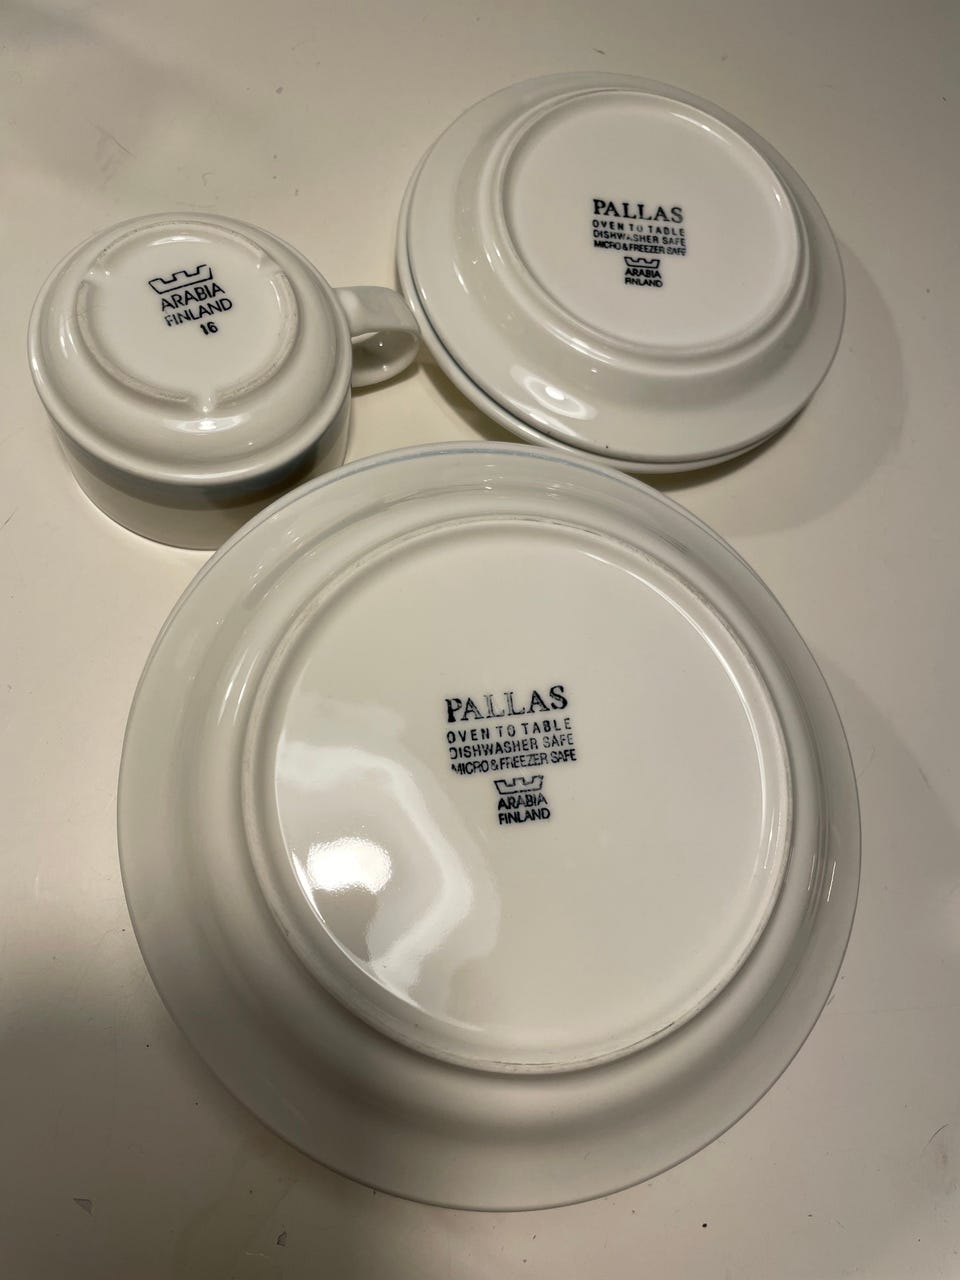 ARABIA
FINLAND
16
PALLAS
OVEN TO TABLE
DISHWASHER SAFE
MICRO & FREEZER SAFE
ARABIA
FINLAND
PALLAS
OVEN TO TABLE
DISHWASHER SAFE
MICRO & FREEZER SAFE
ARABIA
FINLAND